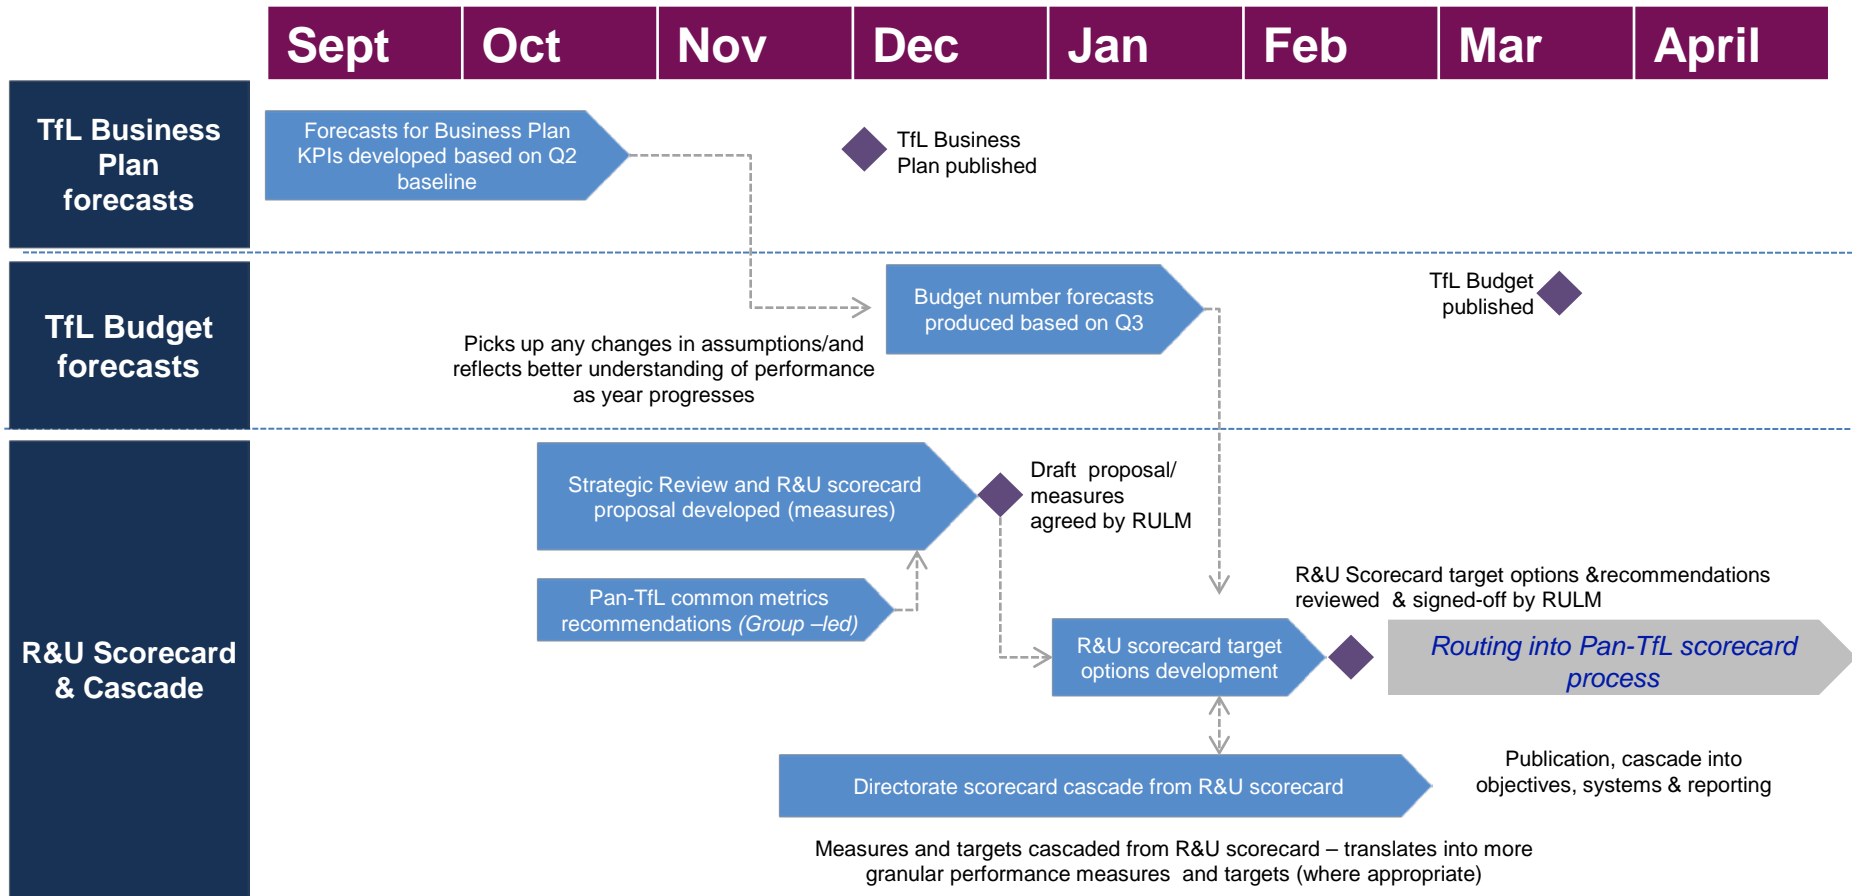 Sept
Oct
Nov
Dec
Jan
Feb
Mar
April
TfL Business
Plan
forecasts
Forecasts for Business Plan
KPIs developed based on Q2
baseline
TfL Business
Plan published
TfL Budget
forecasts
Picks up any changes in assumptions/and
reflects better understanding of performance
as year progresses
Budget number forecasts
produced based on Q3
TfL Budget
published
R&U Scorecard
& Cascade
Strategic Review and R&U scorecard
proposal developed (measures)
Draft proposal/
measures
agreed by RULM
Pan-TfL common metrics
recommendations (Group –led)
R&U scorecard target
options development
R&U Scorecard target options &recommendations
reviewed & signed-off by RULM
Routing into Pan-TfL scorecard
process
Directorate scorecard cascade from R&U scorecard
Publication, cascade into
objectives, systems & reporting
Measures and targets cascaded from R&U scorecard – translates into more
granular performance measures and targets (where appropriate)